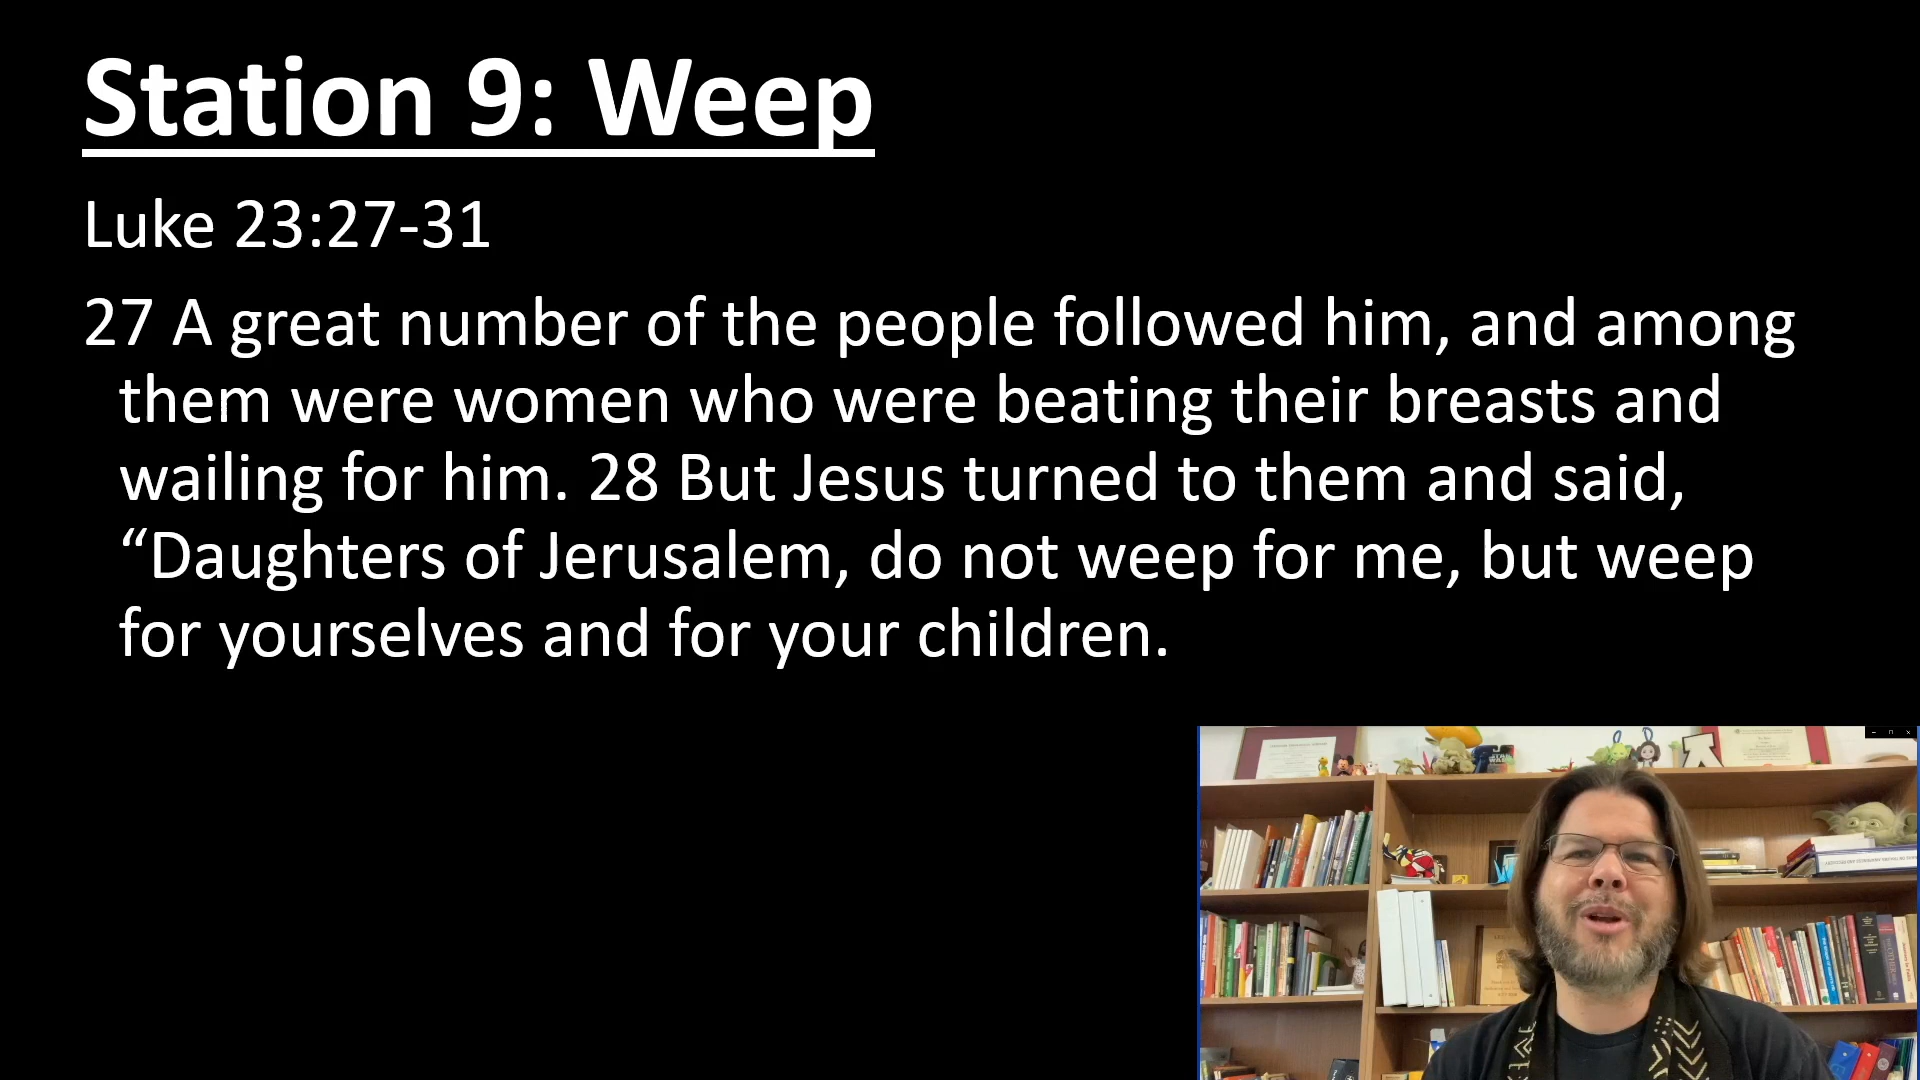 Station 9: Weep
Luke 23:27-31
27 A great number of the people followed him, and among
them were women who were beating their breasts and
wailing for him. 28 But Jesus turned to them and said,
“Daughters of Jerusalem, do not weep for me, but weep
for yourselves and for your children.